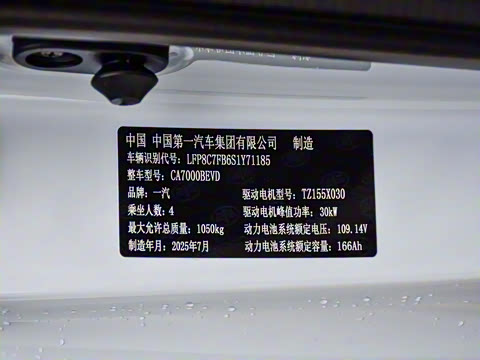 中国 中国第一汽车集团有限公司 制造
车辆识别代号: LFP8C7FB6S1Y71185
整车型号: CA7000BEVD
品牌: 一汽 驱动电机型号: TZ155X030
乘坐人数: 4 驱动电机峰值功率: 30kW
最大允许总质量: 1050kg 动力电池系统额定电压: 109.14V
制造年月: 2025年7月 动力电池系统额定容量: 166Ah